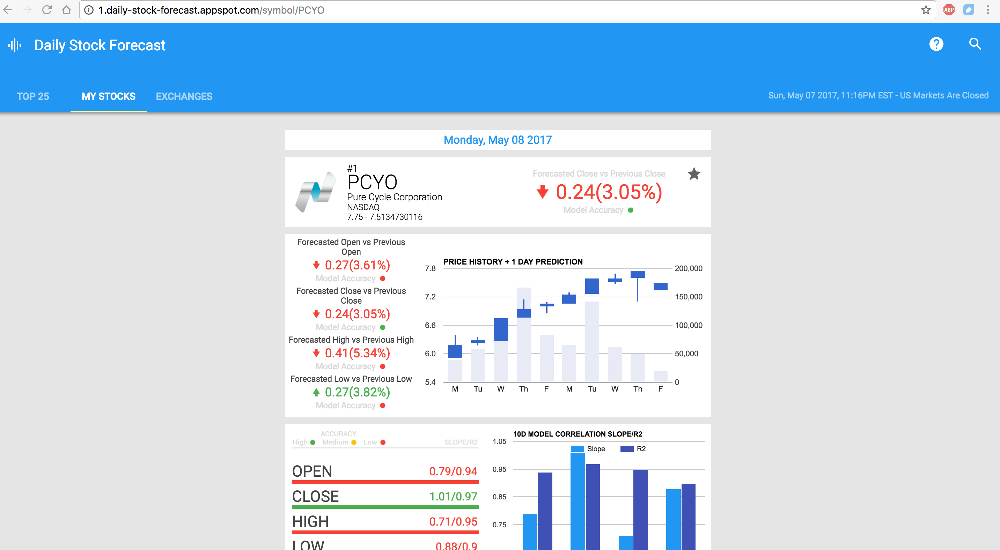 1.daily-stock-forecast.appspot.com/symbol/PCYO
ABP
Daily Stock Forecast
?
TOP 25
MY STOCKS
EXCHANGES
Sun, May 07 2017, 11:16PM EST - US Markets Are Closed
Monday, May 08 2017
#1
PCYO
Pure Cycle Corporation
NASDAQ
7.75 - 7.5134730116
Forecasted Close vs Previous Close
0.24(3.05%)
Model Accuracy
Forecasted Open vs Previous
Open
0.27(3.61%)
Model Accuracy
Forecasted Close vs Previous
Close
0.24(3.05%)
Model Accuracy
Forecasted High vs Previous High
0.41(5.34%)
Model Accuracy
Forecasted Low vs Previous Low
0.27(3.82%)
Model Accuracy
PRICE HISTORY + 1 DAY PREDICTION
7.8 200,000
7.2 150,000
6.6 100,000
6.0 50,000
5.4 0
M Tu W Th F M Tu W Th F
ACCURACY
High Medium Low SLOPE/R2
OPEN 0.79/0.94
CLOSE 1.01/0.97
HIGH 0.71/0.95
LOW 0.88/0.9
10D MODEL CORRELATION SLOPE/R2
Slope R2
1.05
0.95
0.85
0.75